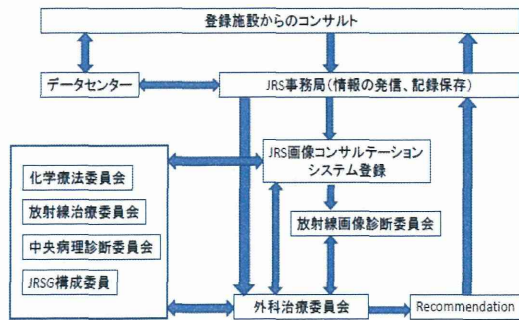 登録施設からのコンサルト
データセンター
JRS事務局(情報の発信、記録保存)
JRS画像コンサルテーション
システム登録
化学療法委員会
放射線治療委員会
中央病理診断委員会
JRSG構成委員
放射線画像診断委員会
外科治療委員会
Recommendation